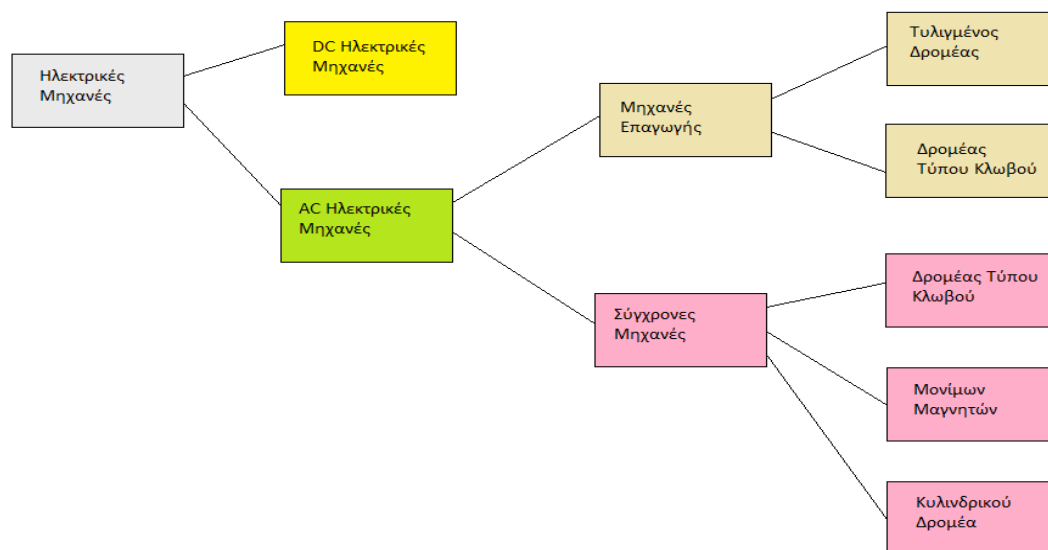 Ηλεκτρικές
Μηχανές
DC Ηλεκτρικές
Μηχανές
AC Ηλεκτρικές
Μηχανές
Μηχανές
Επαγωγής
Σύγχρονες
Μηχανές
Τυλιγμένος
Δρομέας
Δρομέας
Τύπου Κλωβού
Δρομέας Τύπου
Κλωβού
Μονίμων
Μαγνητών
Κυλινδρικού
Δρομέα